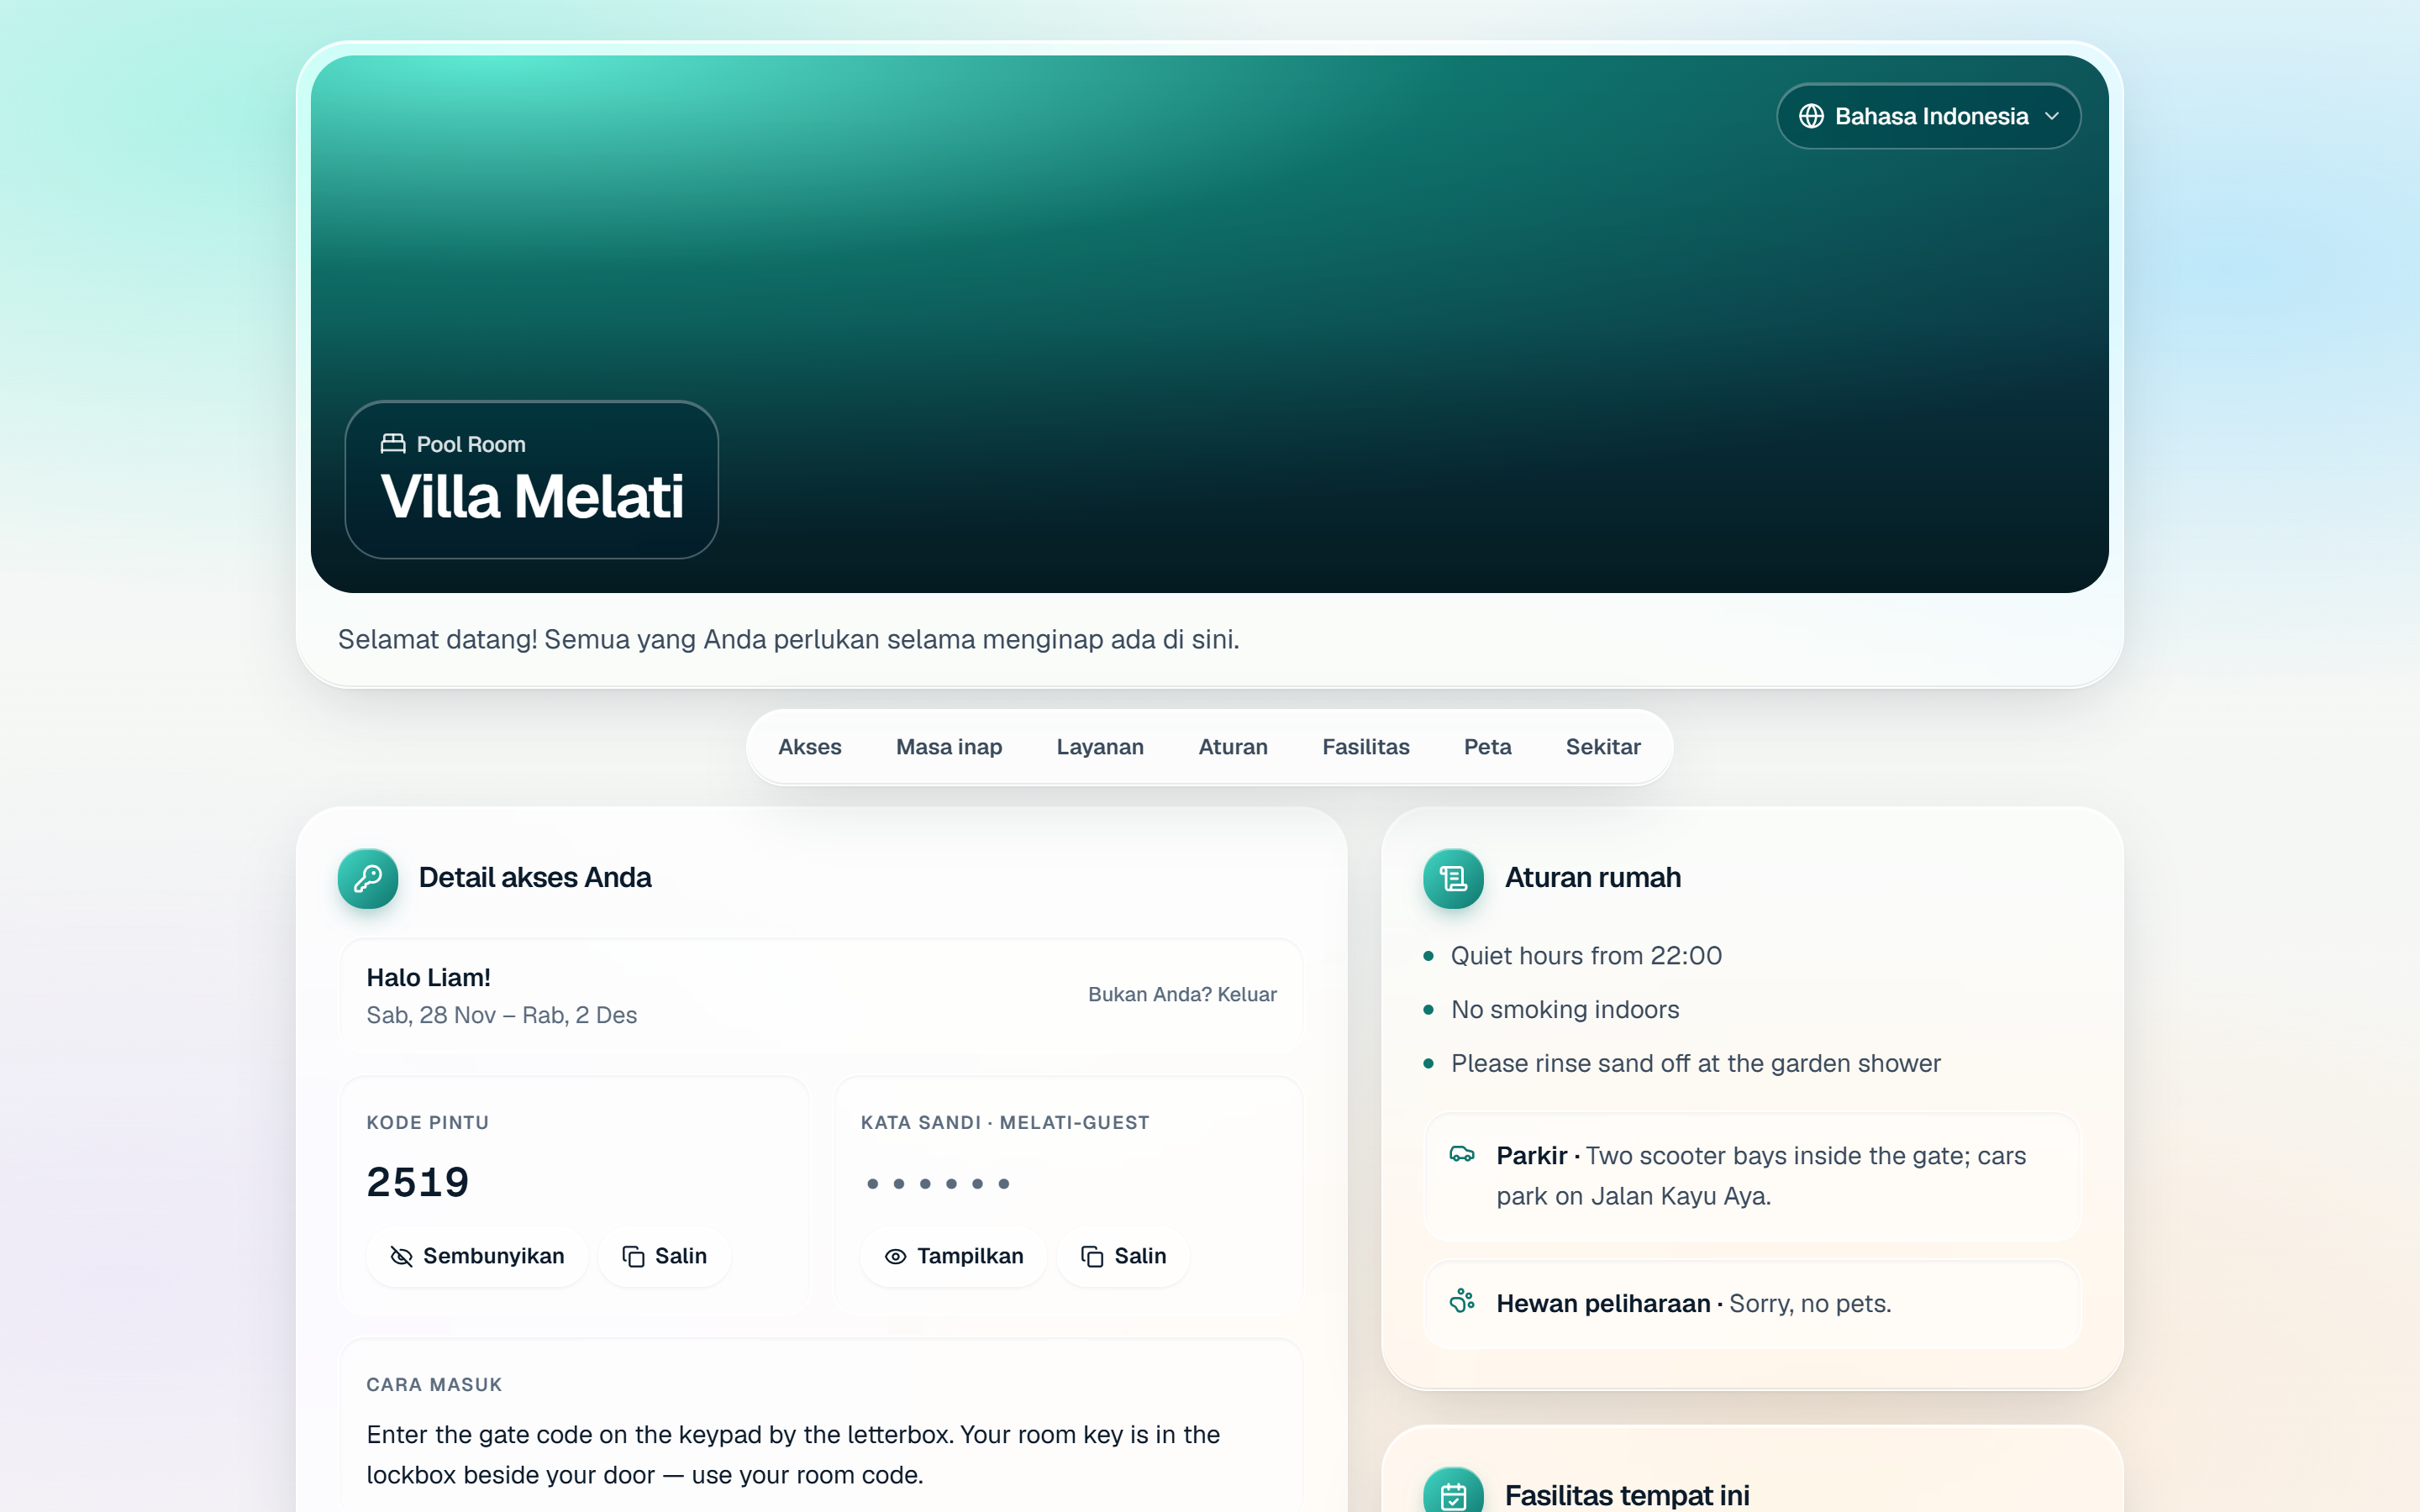 Bahasa Indonesia
Pool Room
Villa Melati
Selamat datang! Semua yang Anda perlukan selama menginap ada di sini.
Akses
Masa inap
Layanan
Aturan
Fasilitas
Peta
Sekitar
Detail akses Anda
Halo Liam!
Sab, 28 Nov – Rab, 2 Des
Bukan Anda? Keluar
KODE PINTU
2519
Sembunyikan
Salin
KATA SANDI · MELATI-GUEST
••••••
Tampilkan
Salin
CARA MASUK
Enter the gate code on the keypad by the letterbox. Your room key is in the
lockbox beside your door — use your room code.
Aturan rumah
Quiet hours from 22:00
No smoking indoors
Please rinse sand off at the garden shower
Parkir · Two scooter bays inside the gate; cars
park on Jalan Kayu Aya.
Hewan peliharaan · Sorry, no pets.
Fasilitas tempat ini